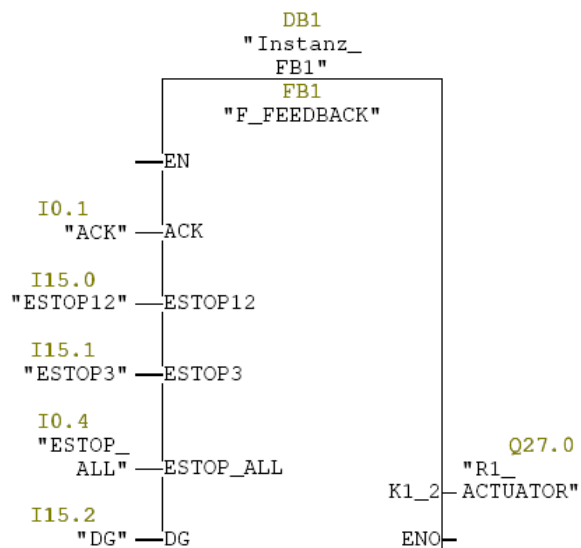 DB1
"Instanz_
FB1"
FB1
"F_FEEDBACK"
EN
I0.1
"ACK" ACK
I15.0
"ESTOP12" ESTOP12
I15.1
"ESTOP3" ESTOP3
I0.4
"ESTOP_
ALL" ESTOP_ALL
Q27.0
"R1_
K1_2 ACTUATOR"
I15.2
"DG" DG
ENO